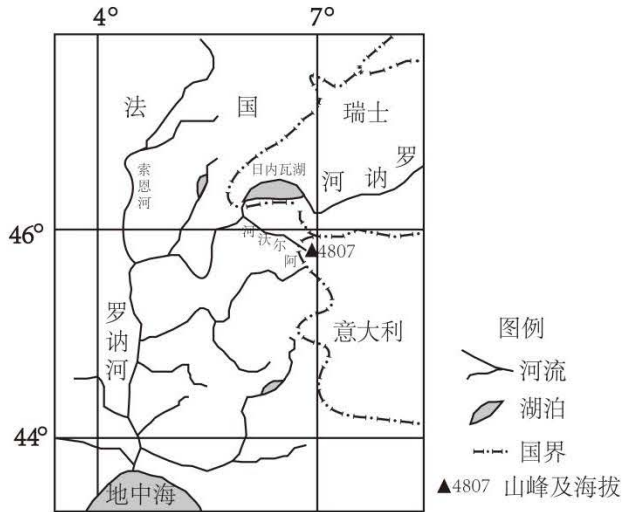 4° 7°
法 国 瑞士
索恩河
日内瓦湖
罗讷河
46°
阿尔沃河
▲4807
罗讷河
意大利
44°
地中海
图例
河流
湖泊
国界
▲4807 山峰及海拔